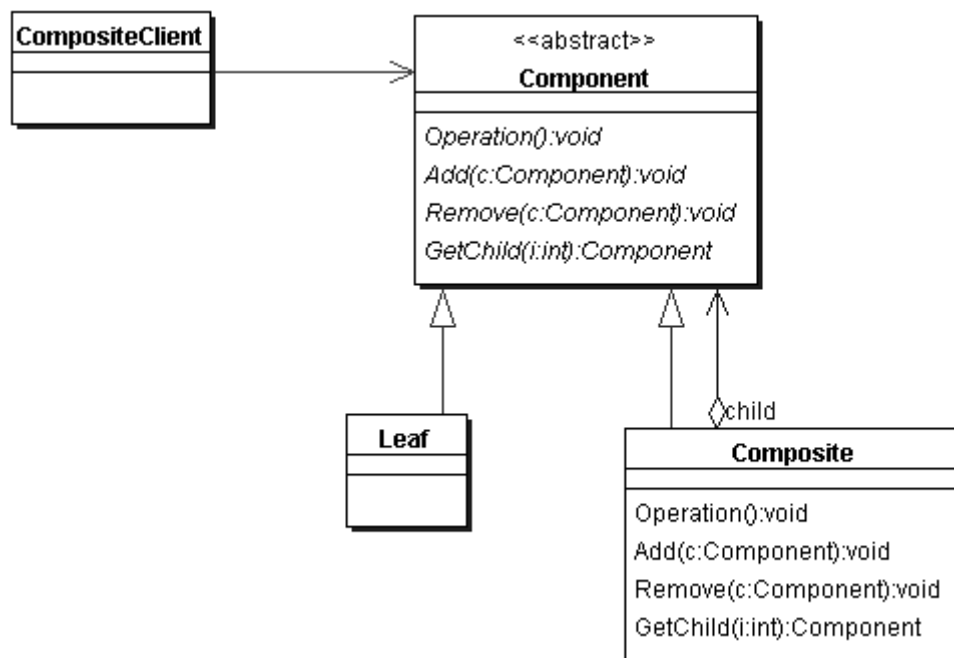 CompositeClient
<<abstract>>
Component
Operation():void
Add(c:Component):void
Remove(c:Component):void
GetChild(i:int):Component
Leaf
child
Composite
Operation():void
Add(c:Component):void
Remove(c:Component):void
GetChild(i:int):Component